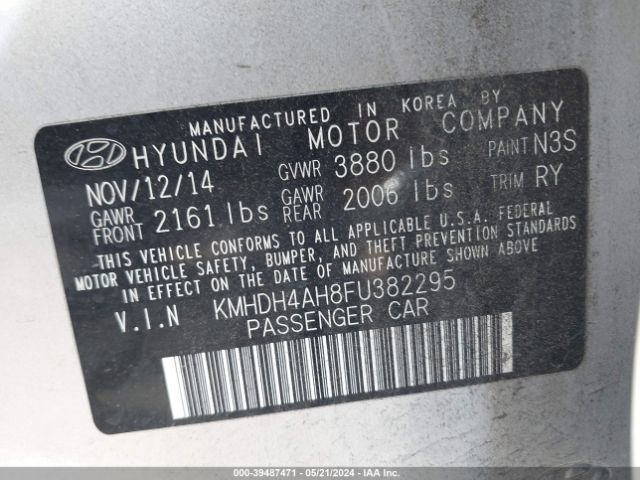 MANUFACTURED IN KOREA BY
HYUNDAI MOTOR COMPANY
NOV/12/14 GVWR 3880 lbs PAINT N3S
GAWR FRONT 2161 lbs GAWR REAR 2006 lbs TRIM RY
THIS VEHICLE CONFORMS TO ALL APPLICABLE U.S.A. FEDERAL
MOTOR VEHICLE SAFETY, BUMPER, AND THEFT PREVENTION STANDARDS
IN EFFECT ON THE DATE OF MANUFACTURE SHOWN ABOVE
V.I.N KMHDH4AH8FU382295
PASSENGER CAR
000-39487471 - 05/21/2024 - IAA Inc.